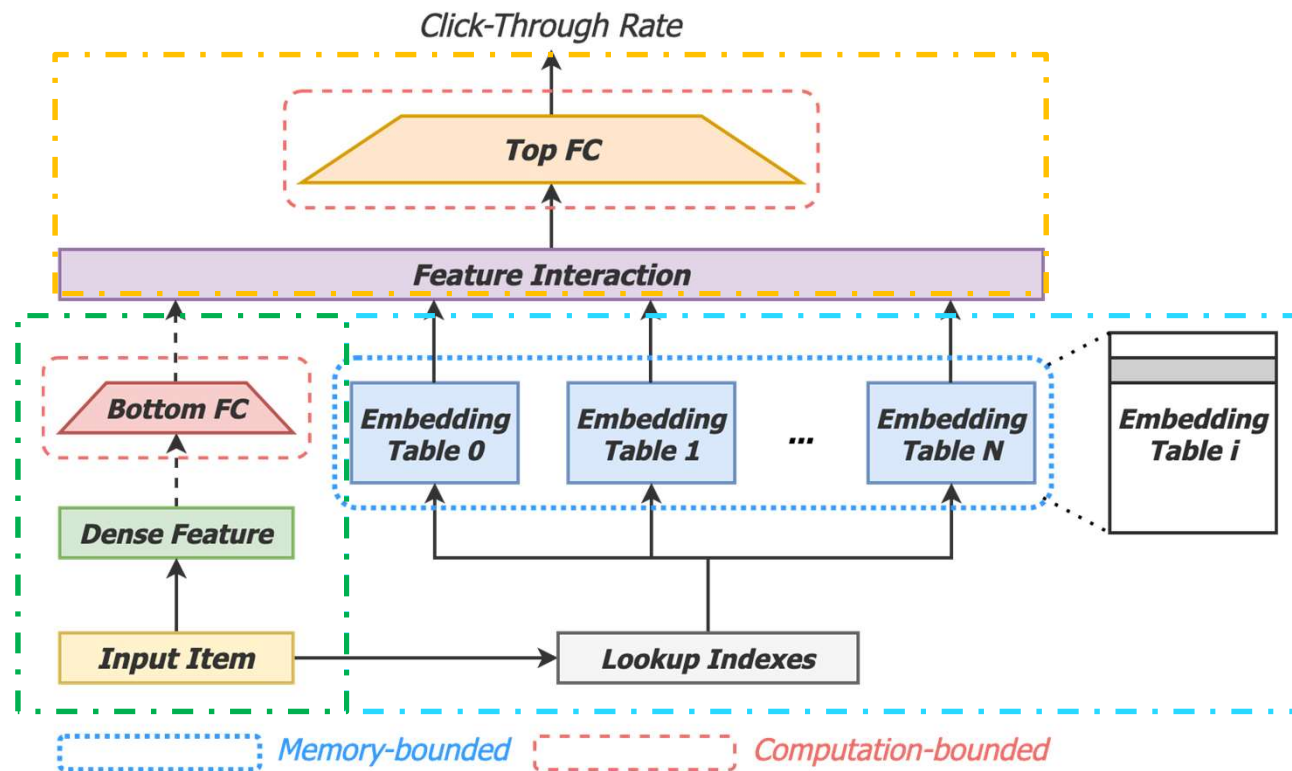 Click-Through Rate
Top FC
Feature Interaction
Bottom FC
Embedding
Table 0
Embedding
Table 1
...
Embedding
Table N
Embedding
Table i
Dense Feature
Input Item
Lookup Indexes
Memory-bounded
Computation-bounded